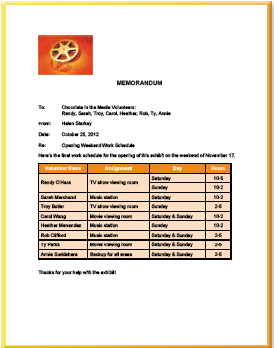 MEMORANDUM
To: Chocolate in the Media Volunteers:
Randy, Sarah, Troy, Carol, Heather, Rob, Ty, Annie
From: Helen Starkey
Date: October 25, 2012
Re: Opening Weekend Work Schedule
Here's the final work schedule for the opening of this exhibit on the weekend of November 17.
Volunteer Name Assignment Day Hours
Randy O'Hara TV show viewing room Saturday 10-5
Sunday 10-2
Sarah Marchand Music station Saturday 10-2
Troy Butler TV show viewing room Sunday 2-5
Carol Wang Movie viewing room Saturday & Sunday 10-2
Heather Menendez Music station Saturday & Sunday 10-2
Rob Clifford Music station Saturday & Sunday 2-5
Ty Parks Movie viewing room Saturday & Sunday 2-5
Annie Backup for all areas Saturday & Sunday 2-5
Thanks for your help with the exhibit!